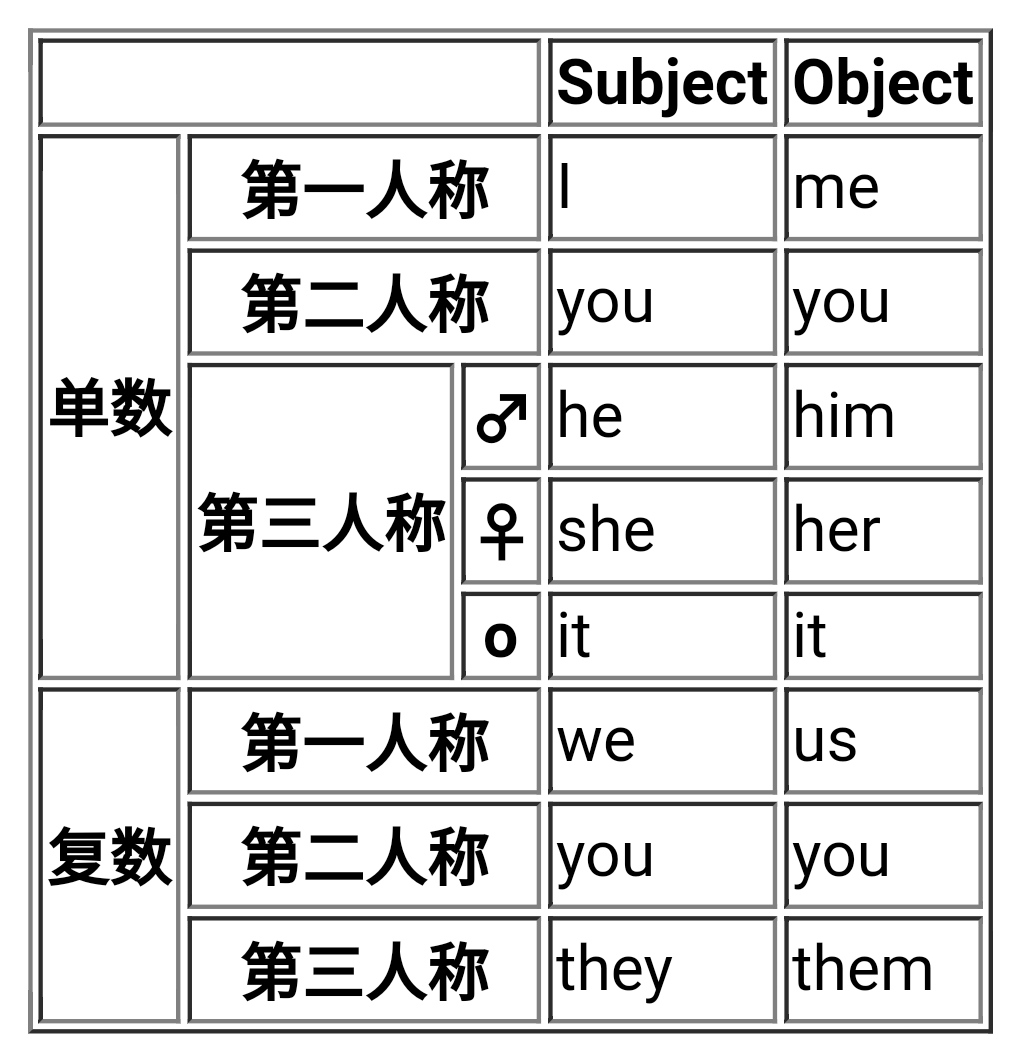 Subject Object
单数 第一人称 I me
第二人称 you you
第三人称 ♂ he him
♀ she her
o it it
复数 第一人称 we us
第二人称 you you
第三人称 they them